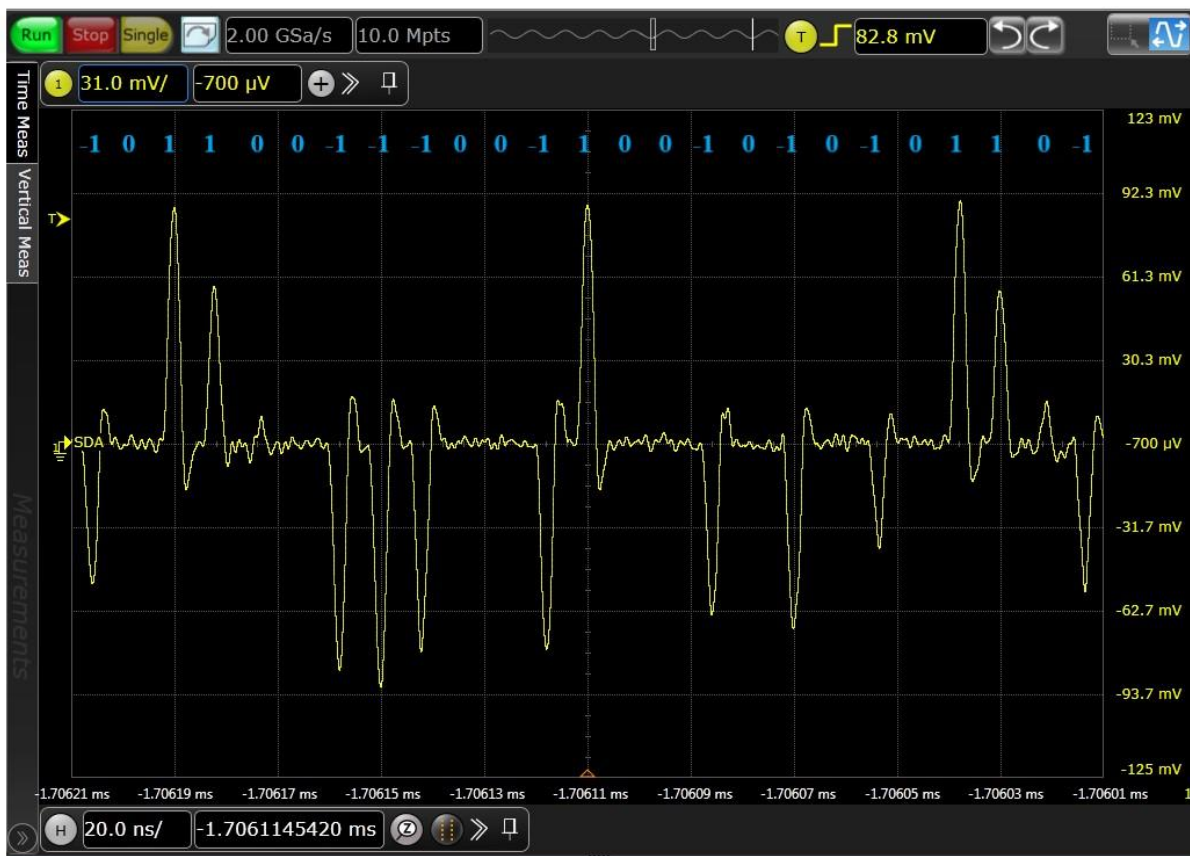 Run Stop Single 2.00 GSa/s 10.0 Mpts T 82.8 mV
1 31.0 mV/ -700 µV
Time Meas
Vertical Meas
Measurements
-1 0 1 1 0 0 -1 -1 -1 0 0 -1 1 0 0 -1 0 -1 0 -1 0 1 1 0 -1
123 mV
92.3 mV
T
61.3 mV
30.3 mV
SDA
-700 µV
-31.7 mV
-62.7 mV
-93.7 mV
-125 mV
-1.70621 ms -1.70619 ms -1.70617 ms -1.70615 ms -1.70613 ms -1.70611 ms -1.70609 ms -1.70607 ms -1.70605 ms -1.70603 ms -1.70601 ms 1
H 20.0 ns/ -1.7061145420 ms Z